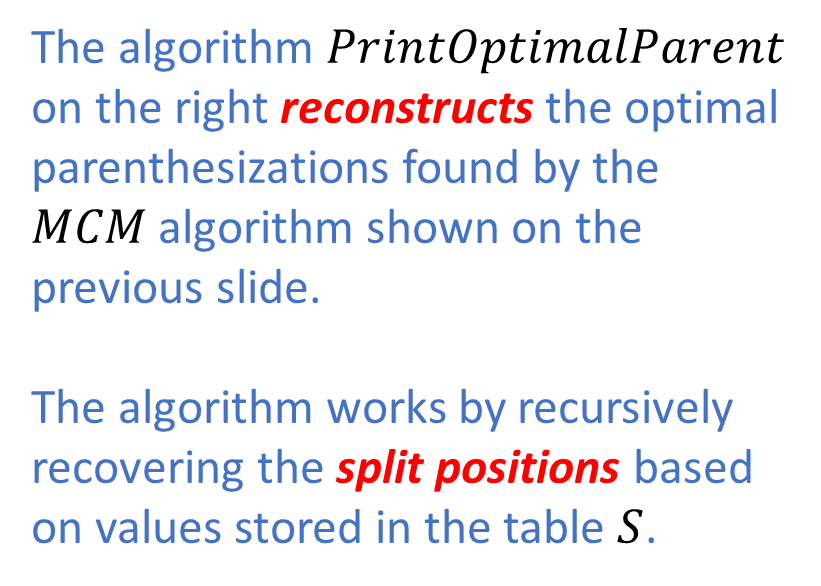 The algorithm PrintOptimalParent
on the right reconstructs the optimal
parenthesizations found by the
MCM algorithm shown on the
previous slide.
The algorithm works by recursively
recovering the split positions based
on values stored in the table S.